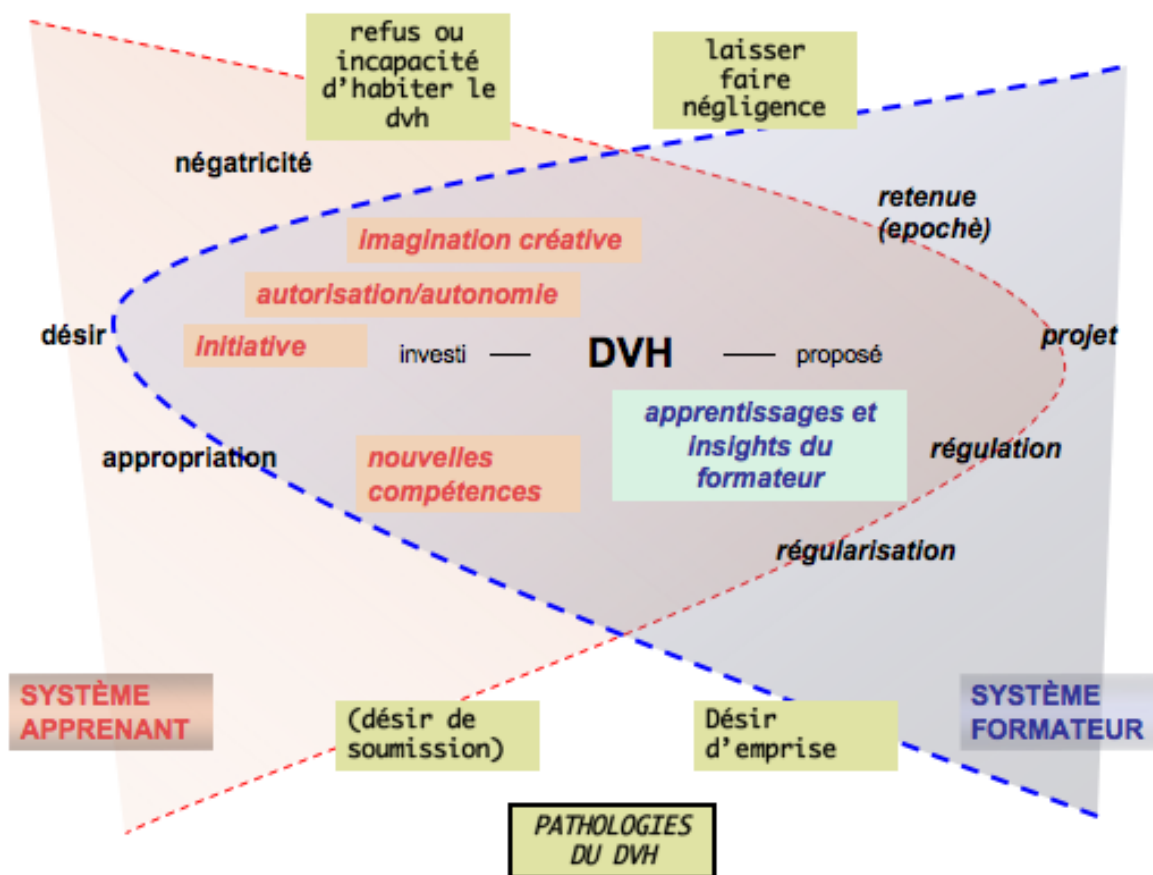 refus ou
incapacité
d'habiter le
dvh
laisser
faire
négligence
négatricité
retenue
(epochè)
imagination créative
autorisation/autonomie
désir
initiative
investi — DVH — proposé
projet
apprentissages et
insights du
formateur
appropriation
nouvelles
compétences
régulation
régularisation
SYSTÈME
APPRENANT
(désir de
soumission)
Désir
d'emprise
SYSTÈME
FORMATEUR
PATHOLOGIES
DU DVH